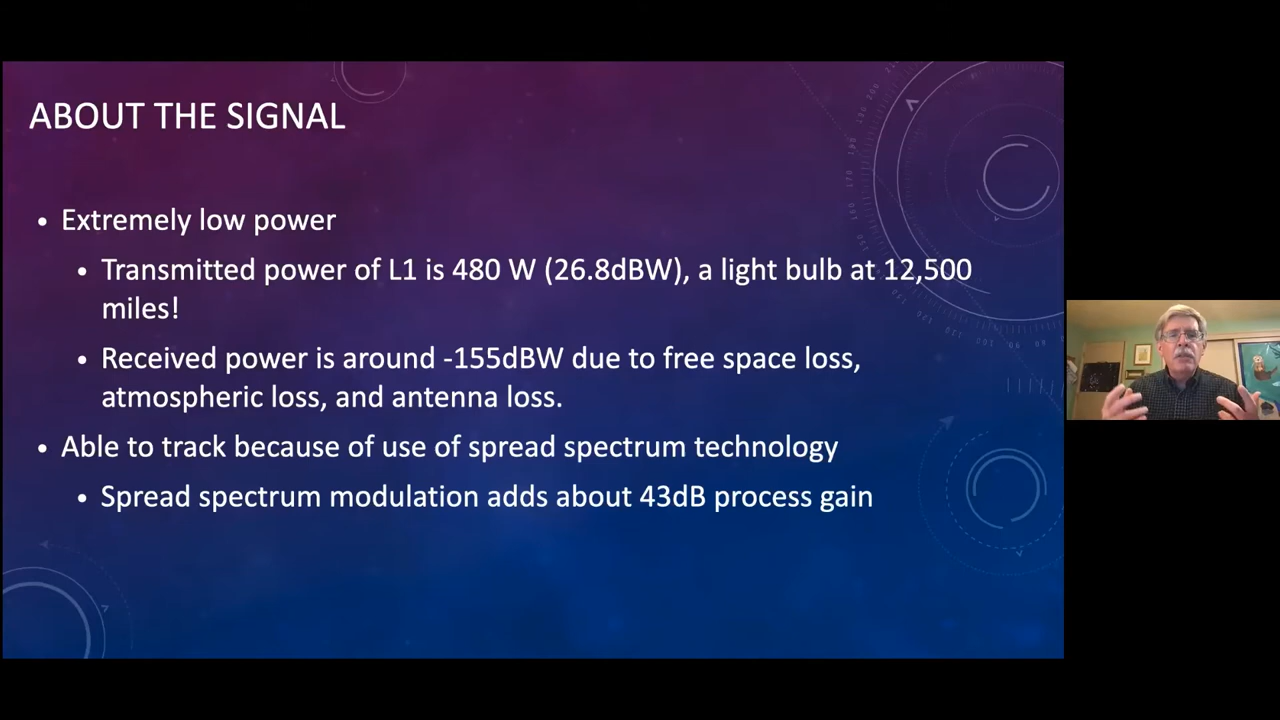 ABOUT THE SIGNAL
• Extremely low power
• Transmitted power of L1 is 480 W (26.8dBW), a light bulb at 12,500
miles!
• Received power is around -155dBW due to free space loss,
atmospheric loss, and antenna loss.
• Able to track because of use of spread spectrum technology
• Spread spectrum modulation adds about 43dB process gain